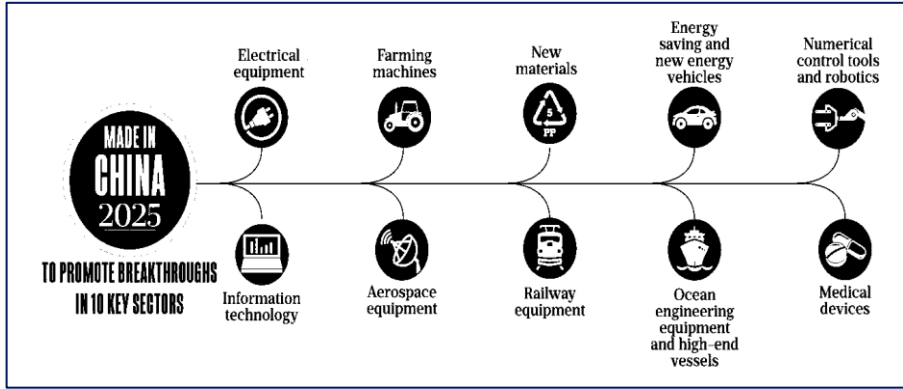 MADE IN
CHINA
2025
TO PROMOTE BREAKTHROUGHS
IN 10 KEY SECTORS
Electrical
equipment
Farming
machines
New
materials
5
PP
Energy
saving and
new energy
vehicles
Numerical
control tools
and robotics
Information
technology
Aerospace
equipment
Railway
equipment
Ocean
engineering
equipment
and high-end
vessels
Medical
devices